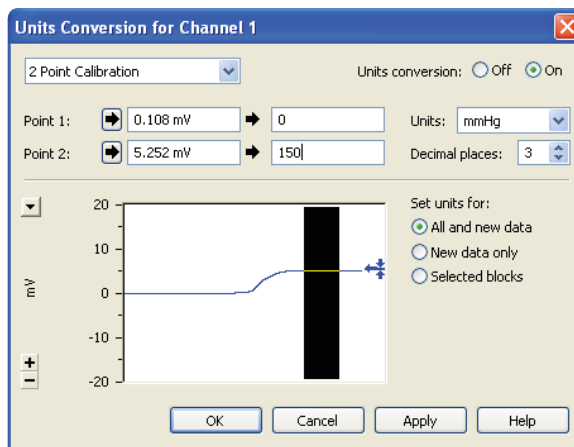 Units Conversion for Channel 1
2 Point Calibration
Units conversion: Off On
Point 1: 0.108 mV 0 Units: mmHg
Point 2: 5.252 mV 150 Decimal places: 3
20
10
0
-10
-20
mV
+
−
Set units for:
All and new data
New data only
Selected blocks
OK Cancel Apply Help